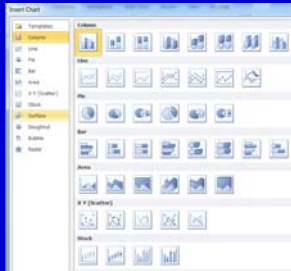 Insert Chart
Templates
Column
Line
Pie
Bar
Area
X Y (Scatter)
Stock
Surface
Doughnut
Bubble
Radar
Column
Line
Pie
Bar
Area
X Y (Scatter)
Stock